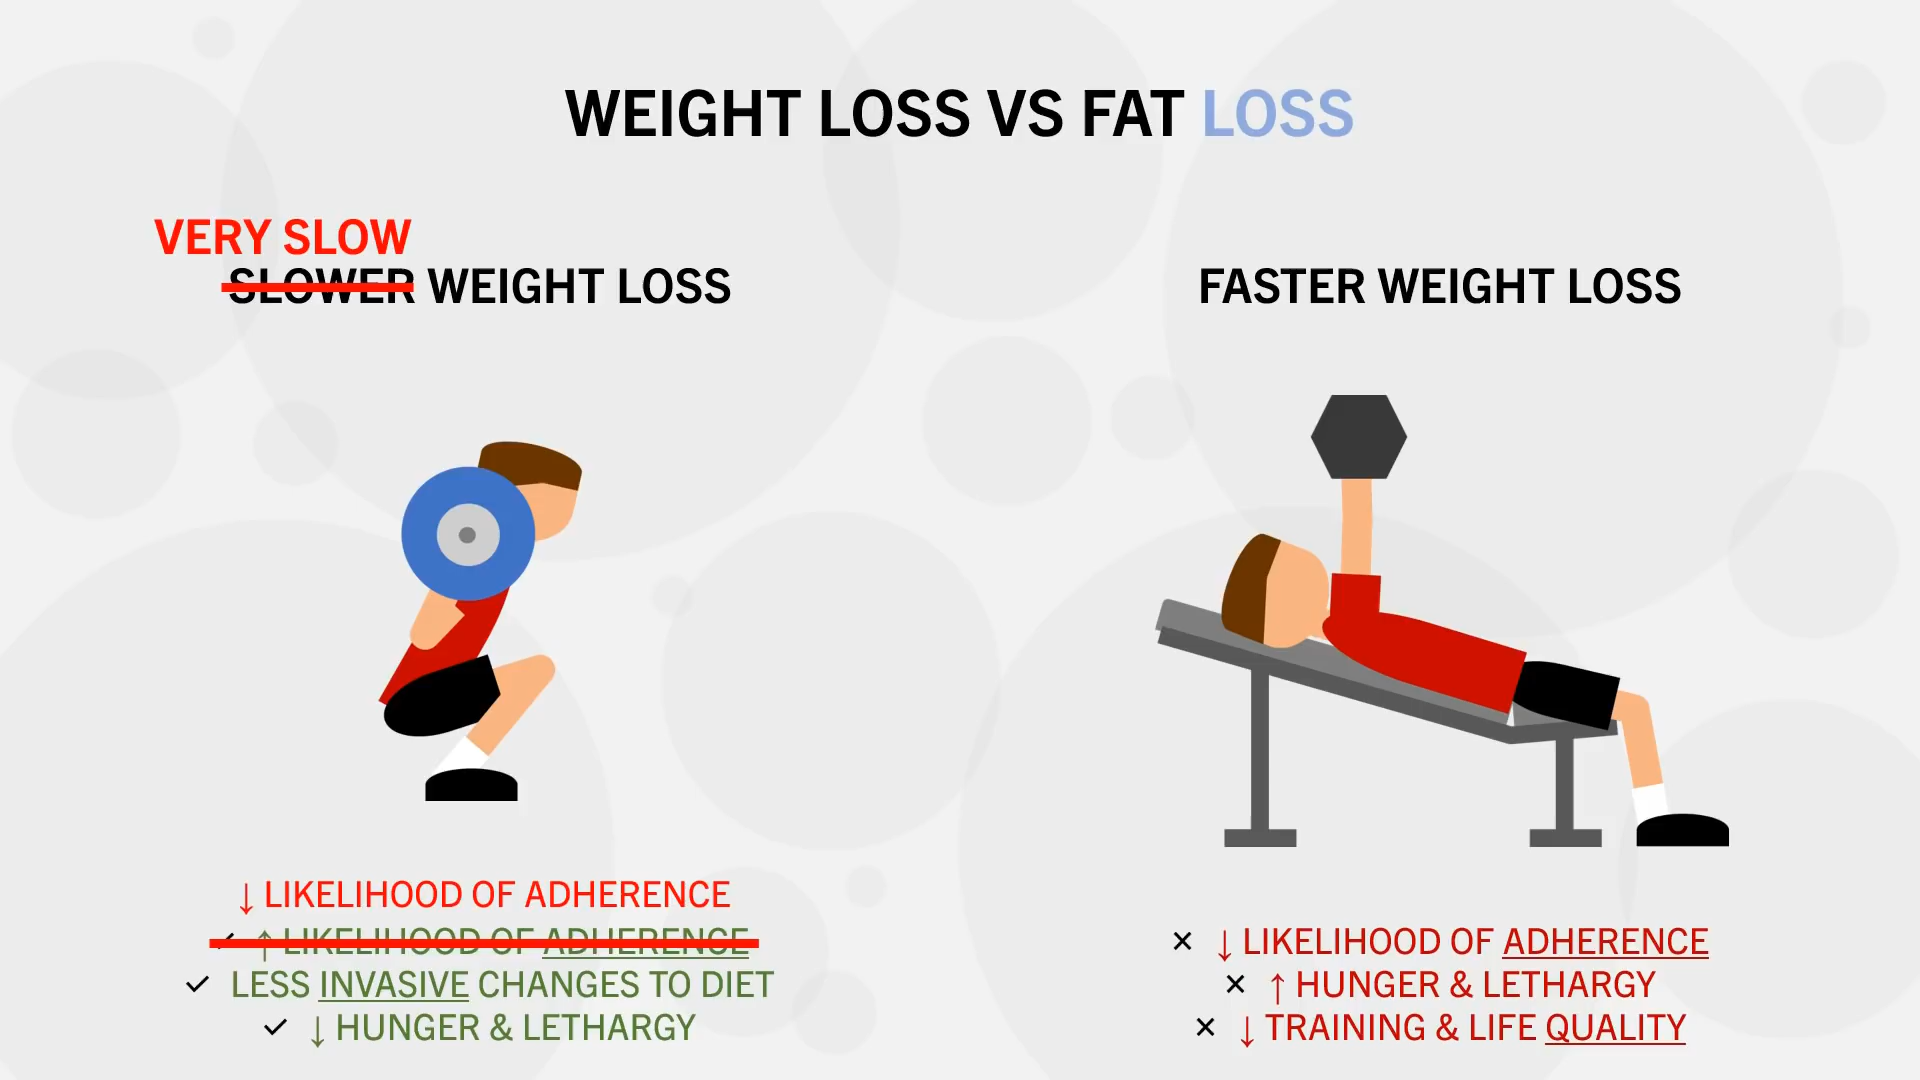 WEIGHT LOSS VS FAT LOSS
VERY SLOW
SLOWER WEIGHT LOSS
FASTER WEIGHT LOSS
↓ LIKELIHOOD OF ADHERENCE
✓ ↑ LIKELIHOOD OF ADHERENCE
✓ LESS INVASIVE CHANGES TO DIET
✓ ↓ HUNGER & LETHARGY
× ↓ LIKELIHOOD OF ADHERENCE
× ↑ HUNGER & LETHARGY
× ↓ TRAINING & LIFE QUALITY